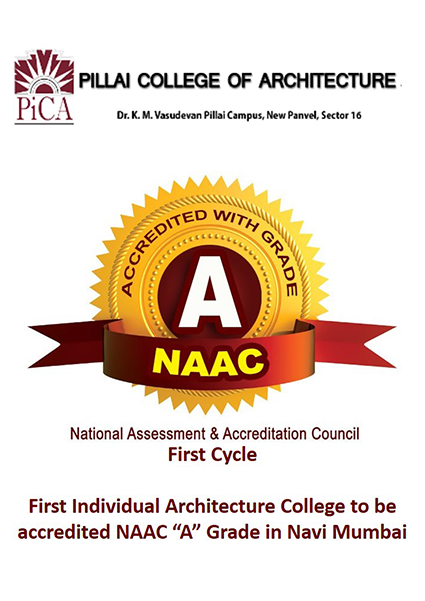 PiCA
PILLAI COLLEGE OF ARCHITECTURE
Dr. K. M. Vasudevan Pillai Campus, New Panvel, Sector 16
ACCREDITED WITH GRADE
A
NAAC
National Assessment & Accreditation Council
First Cycle
First Individual Architecture College to be
accredited NAAC “A” Grade in Navi Mumbai